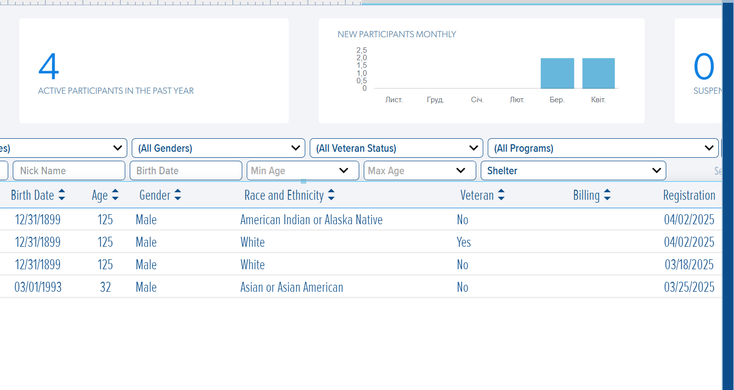 4
ACTIVE PARTICIPANTS IN THE PAST YEAR
NEW PARTICIPANTS MONTHLY
2,5
2,0
1,5
1,0
0,5
0
Лист. Груд. Січ. Лют. Бер. Квіт.
0
SUSPEN
es) (All Genders) (All Veteran Status) (All Programs)
Nick Name Birth Date Min Age Max Age Shelter Se
Birth Date Age Gender Race and Ethnicity Veteran Billing Registration
12/31/1899 125 Male American Indian or Alaska Native No 04/02/2025
12/31/1899 125 Male White Yes 04/02/2025
12/31/1899 125 Male White No 03/18/2025
03/01/1993 32 Male Asian or Asian American No 03/25/2025